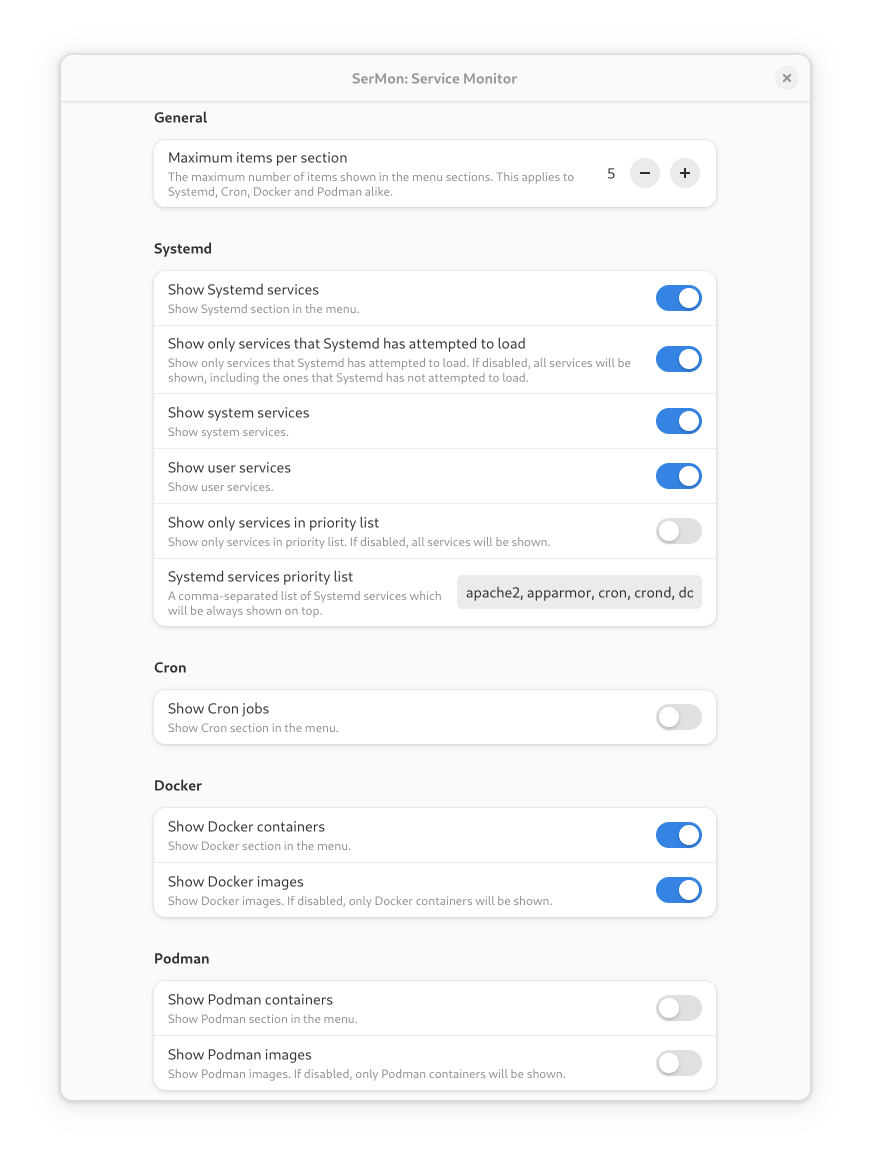 SerMon: Service Monitor
General
Maximum items per section
The maximum number of items shown in the menu sections. This applies to
Systemd, Cron, Docker and Podman alike.
5
Systemd
Show Systemd services
Show Systemd section in the menu.
Show only services that Systemd has attempted to load
Show only services that Systemd has attempted to load. If disabled, all services will be
shown, including the ones that Systemd has not attempted to load.
Show system services
Show system services.
Show user services
Show user services.
Show only services in priority list
Show only services in priority list. If disabled, all services will be shown.
Systemd services priority list
A comma-separated list of Systemd services which
will be always shown on top.
apache2, apparmor, cron, crond, dc
Cron
Show Cron jobs
Show Cron section in the menu.
Docker
Show Docker containers
Show Docker section in the menu.
Show Docker images
Show Docker images. If disabled, only Docker containers will be shown.
Podman
Show Podman containers
Show Podman section in the menu.
Show Podman images
Show Podman images. If disabled, only Podman containers will be shown.